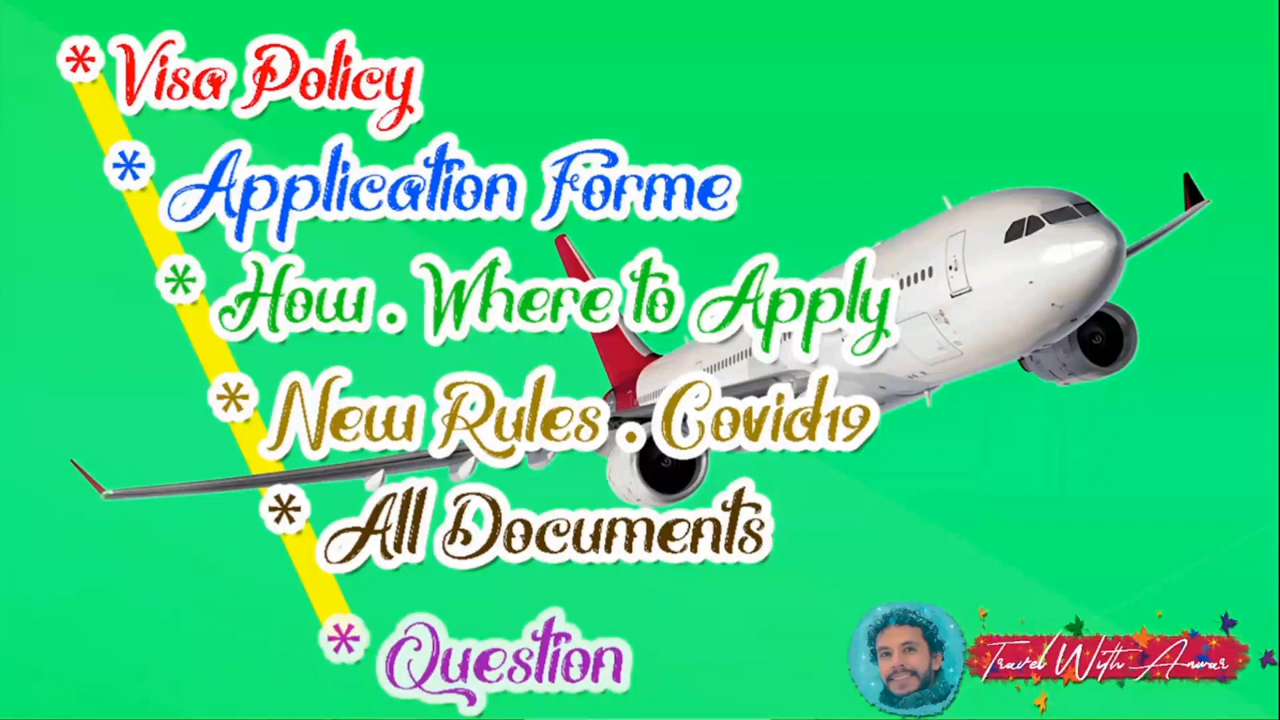 * Visa Policy
* Application Forme
* How . Where to Apply
* New Rules . Covid19
* All Documents
* Question
Travel With Anwar